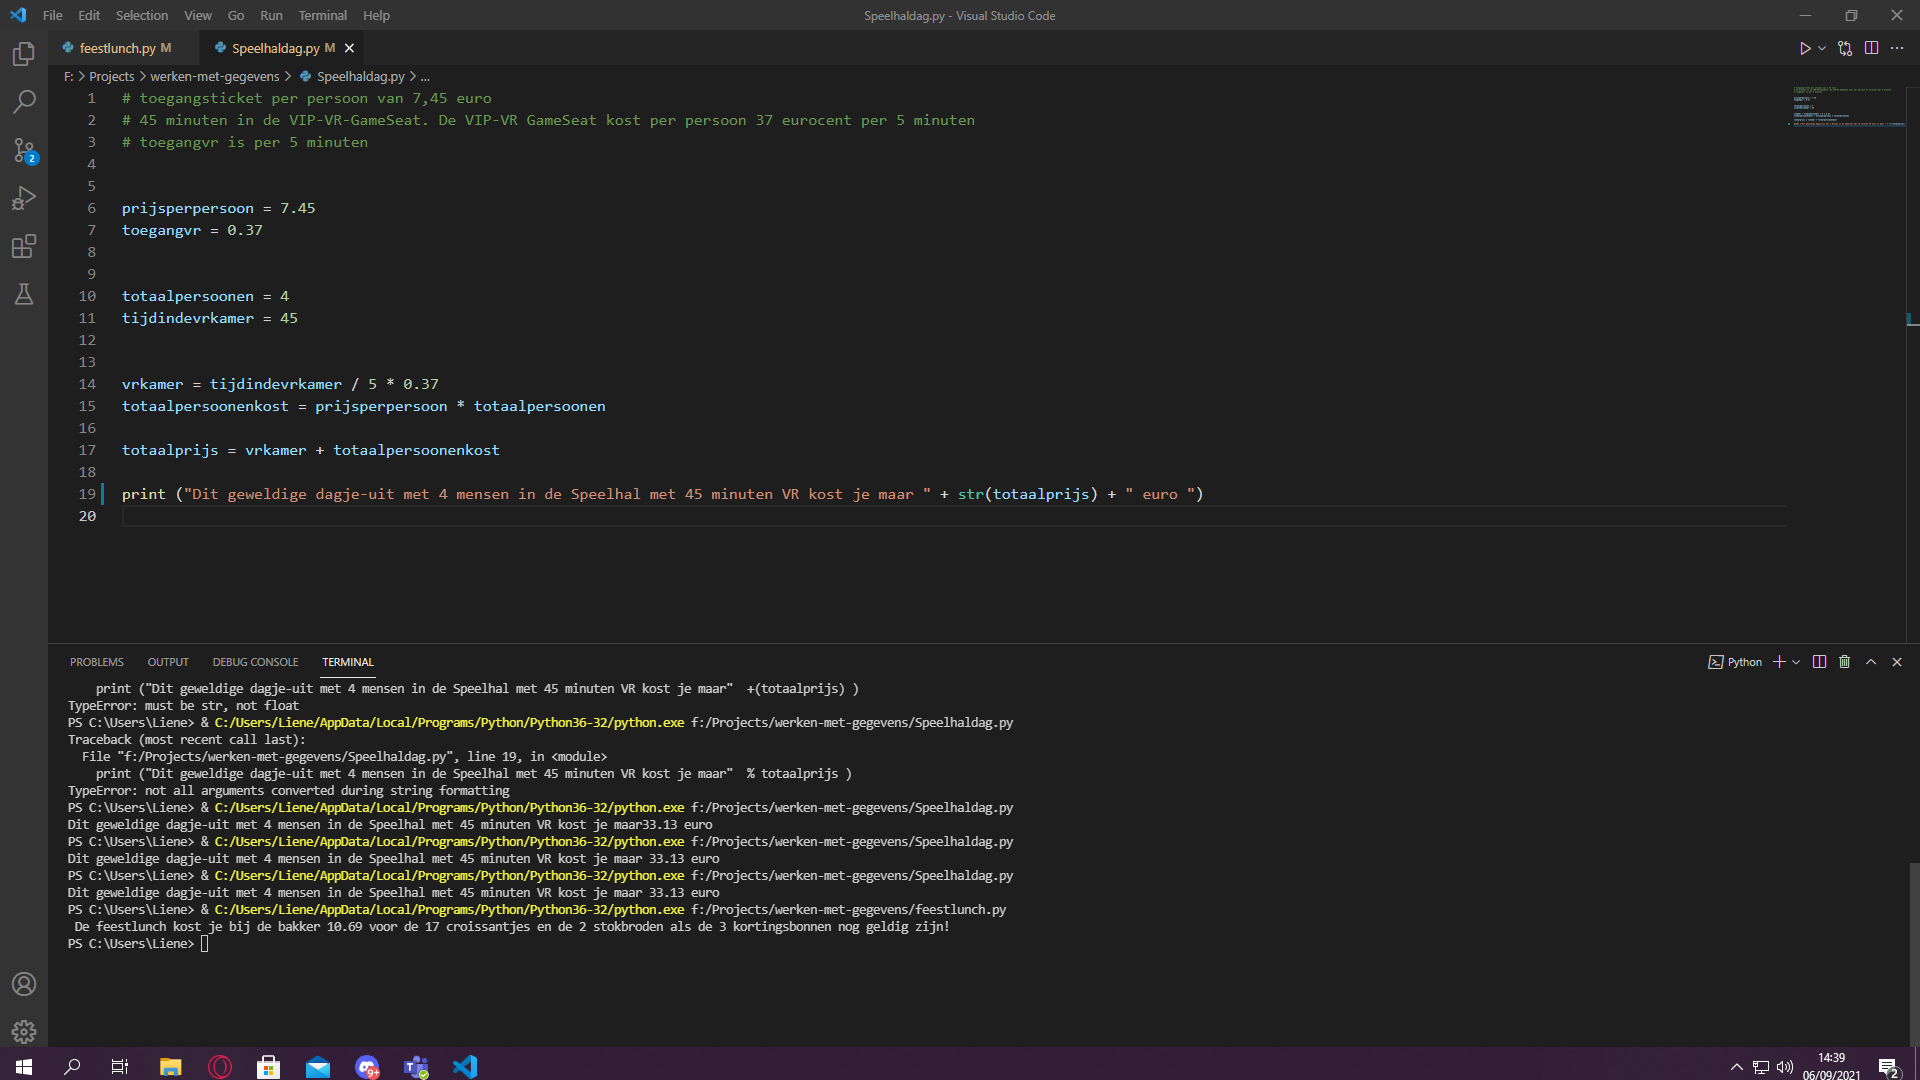 File Edit Selection View Go Run Terminal Help
Speelhaldag.py - Visual Studio Code
feestlunch.py M
Speelhaldag.py M
F: > Projects > werken-met-gegevens > Speelhaldag.py > ...
1 # toegangsticket per persoon van 7,45 euro
2 # 45 minuten in de VIP-VR-GameSeat. De VIP-VR GameSeat kost per persoon 37 eurocent per 5 minuten
3 # toegangvr is per 5 minuten
4
5
6 prijsperpersoon = 7.45
7 toegangvr = 0.37
8
9
10 totaalpersoonen = 4
11 tijdindevrkamer = 45
12
13
14 vrkamer = tijdindevrkamer / 5 * 0.37
15 totaalpersoonenkost = prijsperpersoon * totaalpersoonen
16
17 totaalprijs = vrkamer + totaalpersoonenkost
18
19 print ("Dit geweldige dagje-uit met 4 mensen in de Speelhal met 45 minuten VR kost je maar " + str(totaalprijs) + " euro ")
20
2
PROBLEMS OUTPUT DEBUG CONSOLE TERMINAL
Python
print ("Dit geweldige dagje-uit met 4 mensen in de Speelhal met 45 minuten VR kost je maar"  +(totaalprijs) )
TypeError: must be str, not float
PS C:\Users\Liene> & C:/Users/Liene/AppData/Local/Programs/Python/Python36-32/python.exe f:/Projects/werken-met-gegevens/Speelhaldag.py
Traceback (most recent call last):
File "f:/Projects/werken-met-gegevens/Speelhaldag.py", line 19, in <module>
print ("Dit geweldige dagje-uit met 4 mensen in de Speelhal met 45 minuten VR kost je maar"  % totaalprijs )
TypeError: not all arguments converted during string formatting
PS C:\Users\Liene> & C:/Users/Liene/AppData/Local/Programs/Python/Python36-32/python.exe f:/Projects/werken-met-gegevens/Speelhaldag.py
Dit geweldige dagje-uit met 4 mensen in de Speelhal met 45 minuten VR kost je maar33.13 euro
PS C:\Users\Liene> & C:/Users/Liene/AppData/Local/Programs/Python/Python36-32/python.exe f:/Projects/werken-met-gegevens/Speelhaldag.py
Dit geweldige dagje-uit met 4 mensen in de Speelhal met 45 minuten VR kost je maar 33.13 euro
PS C:\Users\Liene> & C:/Users/Liene/AppData/Local/Programs/Python/Python36-32/python.exe f:/Projects/werken-met-gegevens/Speelhaldag.py
Dit geweldige dagje-uit met 4 mensen in de Speelhal met 45 minuten VR kost je maar 33.13 euro
PS C:\Users\Liene> & C:/Users/Liene/AppData/Local/Programs/Python/Python36-32/python.exe f:/Projects/werken-met-gegevens/feestlunch.py
De feestlunch kost je bij de bakker 10.69 voor de 17 croissantjes en de 2 stokbroden als de 3 kortingsbonnen nog geldig zijn!
PS C:\Users\Liene>
9+
14:39
06/09/2021
2